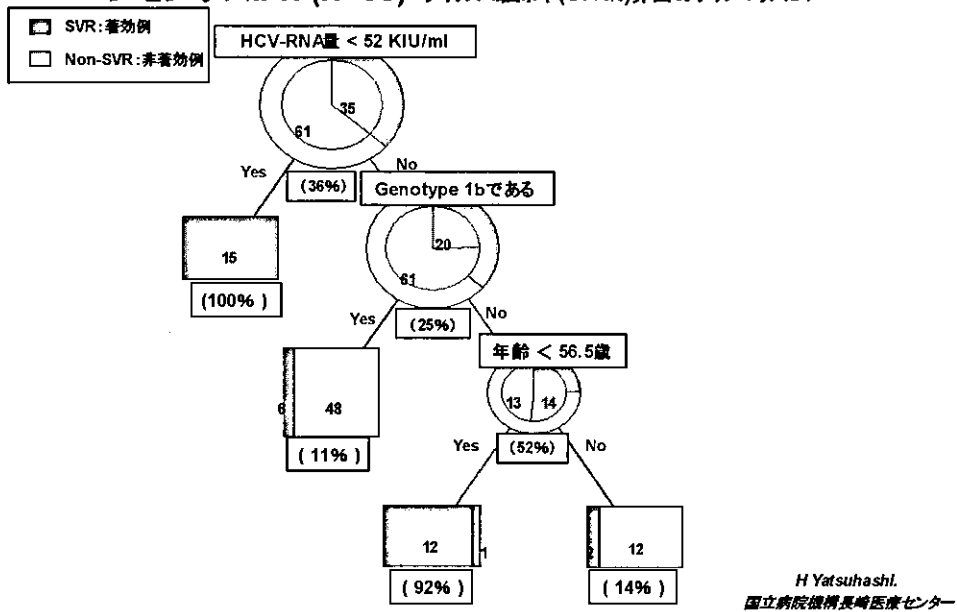 SVR:著効例
Non-SVR:非著効例
HCV-RNA量 < 52 KIU/ml
35
61
Yes
No
(36%)
Genotype 1bである
15
20
61
(100% )
Yes
No
(25%)
年齢 < 56.5歳
6
48
13
14
( 11% )
Yes
No
(52%)
12
1
2
12
( 92% )
( 14% )
H Yatsuhashi.
国立病院機構長崎医療センター